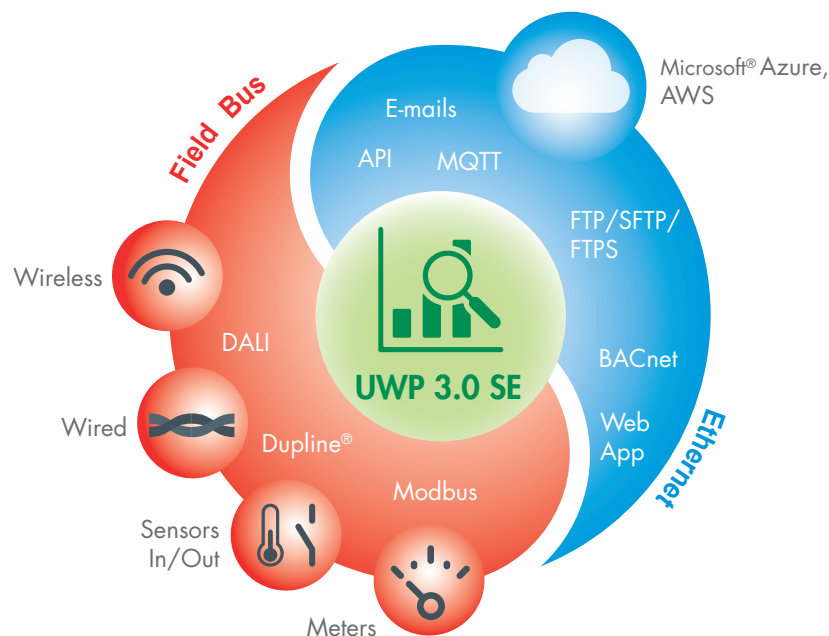 Microsoft® Azure,
AWS
E-mails
API
MQTT
Field Bus
FTP/SFTP/
FTPS
Wireless
DALI
UWP 3.0 SE
BACnet
Wired
Dupline®
Web
App
Ethernet
Modbus
Sensors
In/Out
Meters